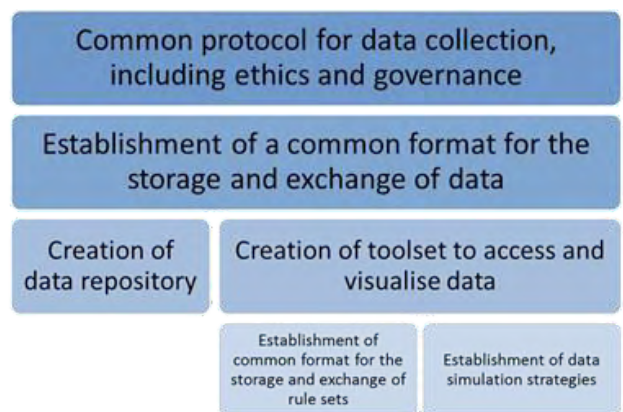 Common protocol for data collection,
including ethics and governance
Establishment of a common format for the
storage and exchange of data
Creation of
data repository
Creation of toolset to access and
visualise data
Establishment of
common format for the
storage and exchange of
rule sets
Establishment of data
simulation strategies